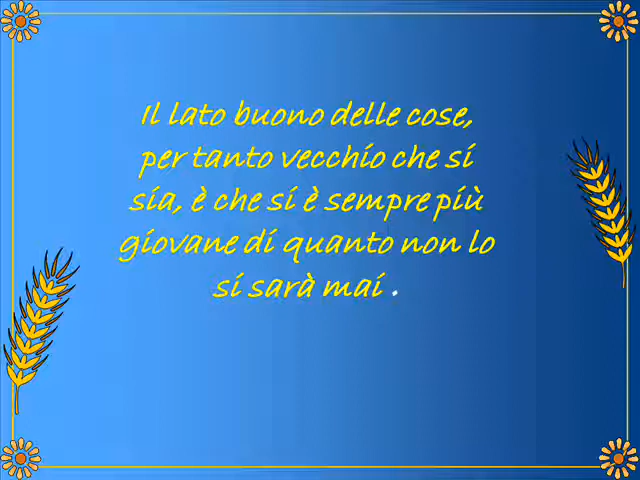 Il lato buono delle cose,
per tanto vecchio che si
sia, è che si è sempre più
giovane di quanto non lo
si sarà mai .